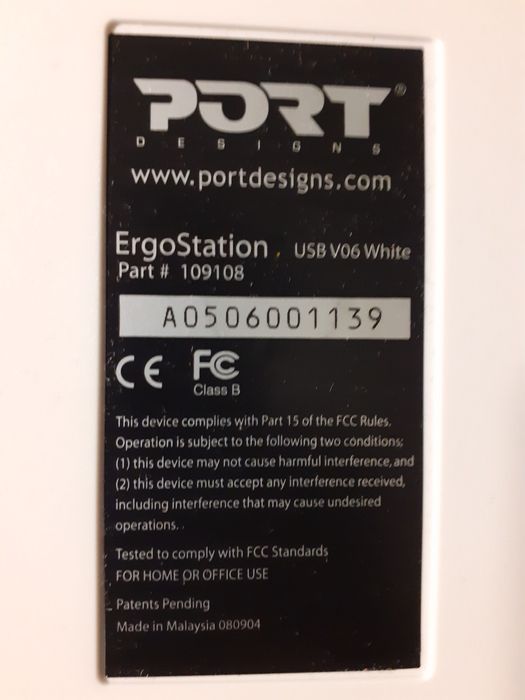 PORT®
DESIGNS
www.portdesigns.com
ErgoStation USB V06 White
Part # 109108
A0506001139
CE FC
Class B
This device complies with Part 15 of the FCC Rules.
Operation is subject to the following two conditions:
(1) this device may not cause harmful interference, and
(2) this device must accept any interference received,
including interference that may cause undesired
operations.
Tested to comply with FCC Standards
FOR HOME OR OFFICE USE
Patents Pending
Made in Malaysia 080904